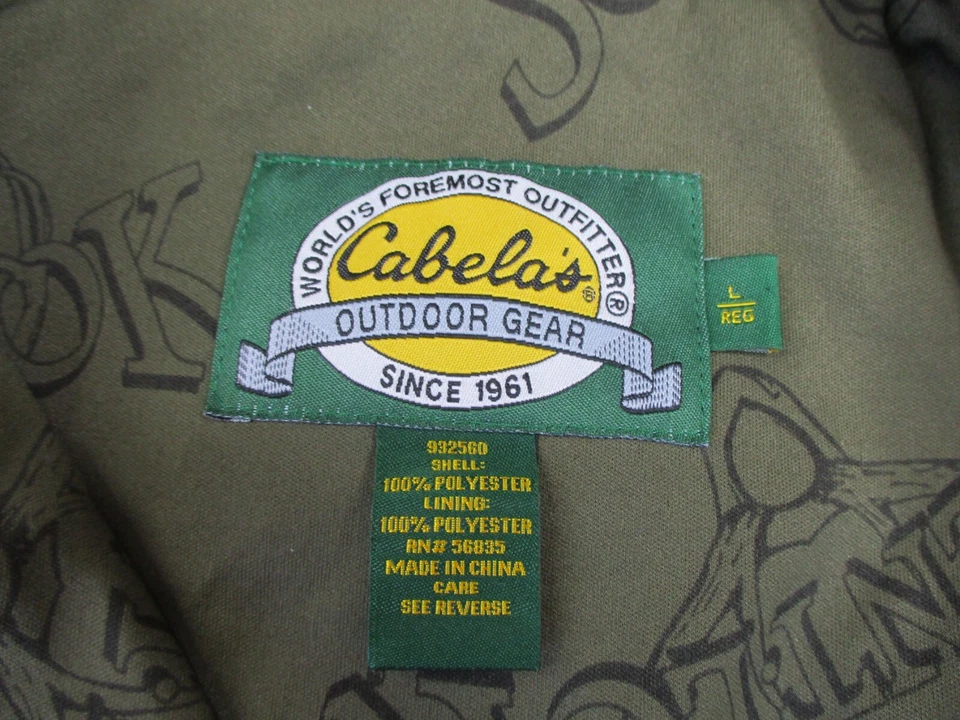 WORLD'S FOREMOST OUTFITTER®
Cabela's®
OUTDOOR GEAR
SINCE 1961
L
REG
932560
SHELL:
100% POLYESTER
LINING:
100% POLYESTER
RN# 56835
MADE IN CHINA
CARE
SEE REVERSE